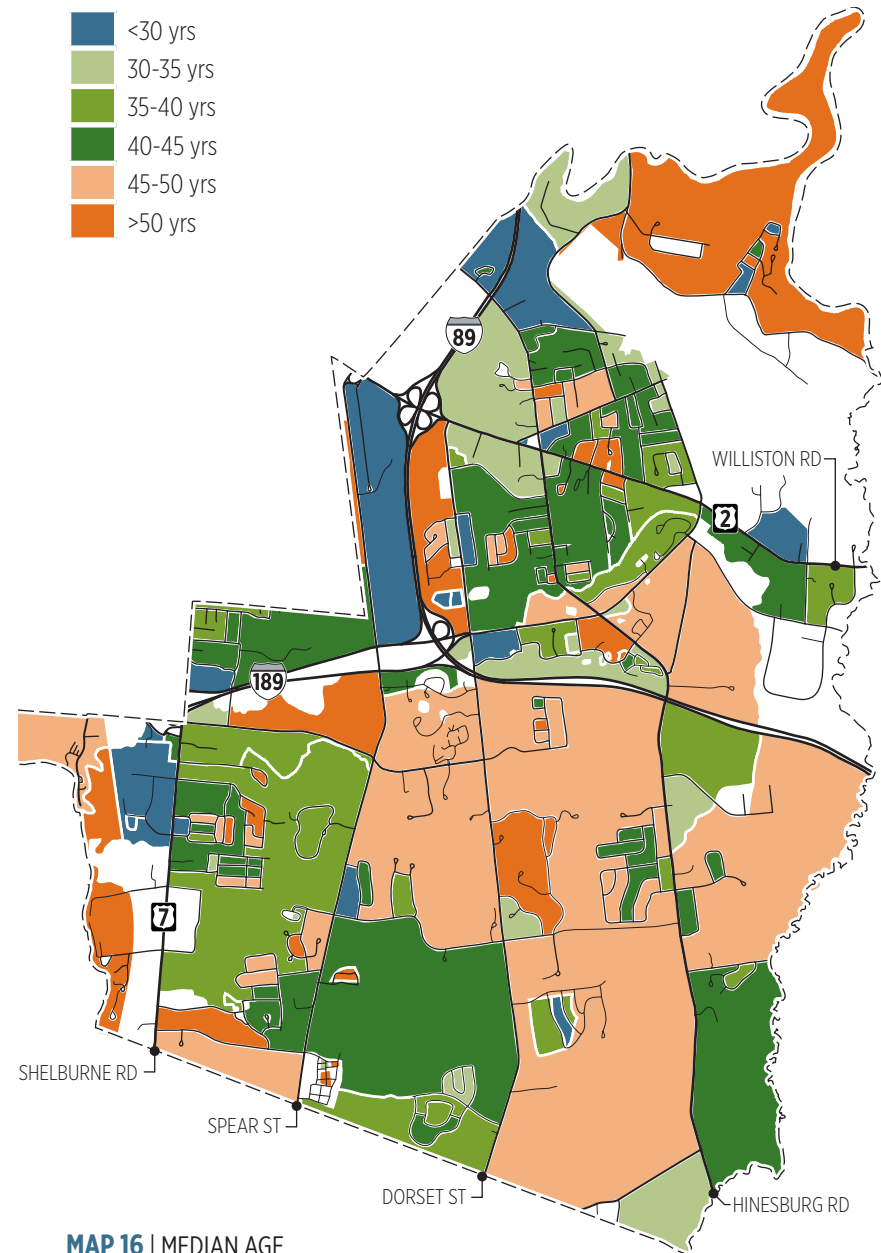 <30 yrs
30-35 yrs
35-40 yrs
40-45 yrs
45-50 yrs
>50 yrs
89
WILLISTON RD
2
189
7
SHELBURNE RD
SPEAR ST
DORSET ST
HINESBURG RD
MAP 16 | MEDIAN AGE